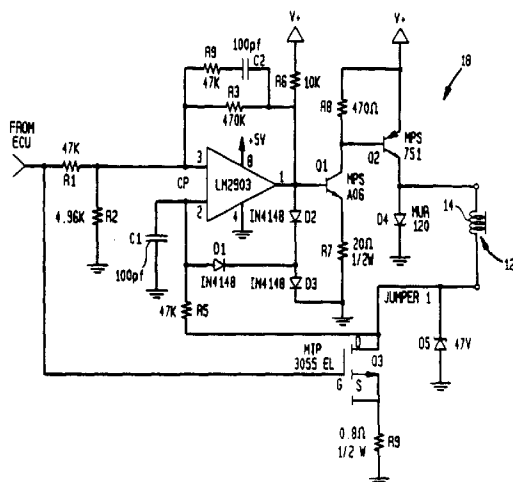 V+
V+
18
100pf
R9
C2
47K
R6
10K
R3
470K
R8
470Ω
MPS
751
Q2
FROM
ECU
+5V
47K
R1
3
8
CP
LM2903
1
Q1
MPS
A06
2
4
4.96K
R2
C1
100pf
D1
IN4148
IN4148
D2
D3
R7
20Ω
1/2W
D4
MUR
120
14
12
47K
R5
JUMPER 1
D5
47V
MTP
3055 EL
D
Q3
G
S
0.8Ω
1/2 W
R9
IN4148